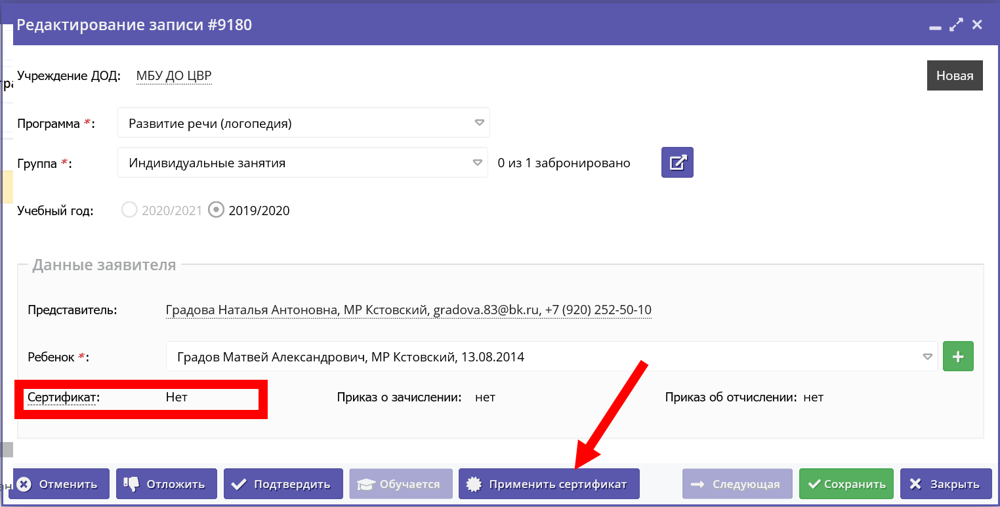 Редактирование записи #9180
Учреждение ДОД: МБУ ДО ЦВР
Новая
Программа *: Развитие речи (логопедия)
Группа *: Индивидуальные занятия 0 из 1 забронировано
Учебный год: 2020/2021 2019/2020
Данные заявителя
Представитель: Градова Наталья Антоновна, МР Кстовский, gradova.83@bk.ru, +7 (920) 252-50-10
Ребенок *: Градов Матвей Александрович, МР Кстовский, 13.08.2014
Сертификат: Нет Приказ о зачислении: нет Приказ об отчислении: нет
Отменить Отложить Подтвердить Обучается Применить сертификат Следующая Сохранить Закрыть